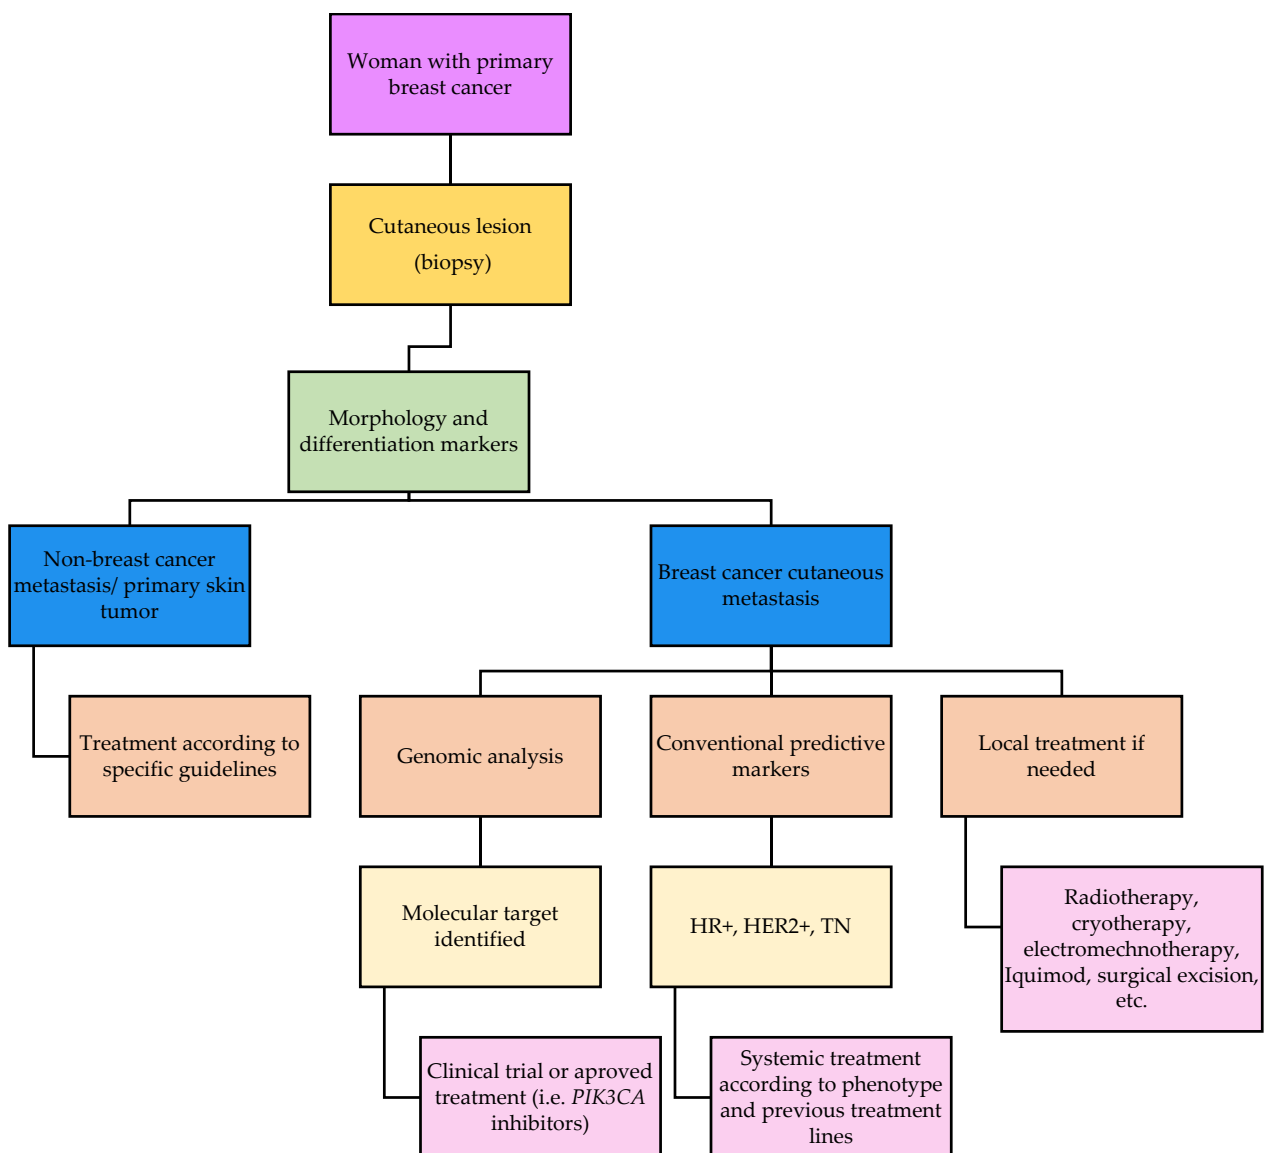 Woman with primary
breast cancer
Cutaneous lesion
(biopsy)
Morphology and
differentiation markers
Non-breast cancer
metastasis/ primary skin
tumor
Breast cancer cutaneous
metastasis
Treatment according to
specific guidelines
Genomic analysis
Conventional predictive
markers
Local treatment if
needed
Molecular target
identified
HR+, HER2+, TN
Radiotherapy,
cryotherapy,
electromechnotherapy,
Iquimod, surgical excision,
etc.
Clinical trial or aproved
treatment (i.e. PIK3CA
inhibitors)
Systemic treatment
according to phenotype
and previous treatment
lines